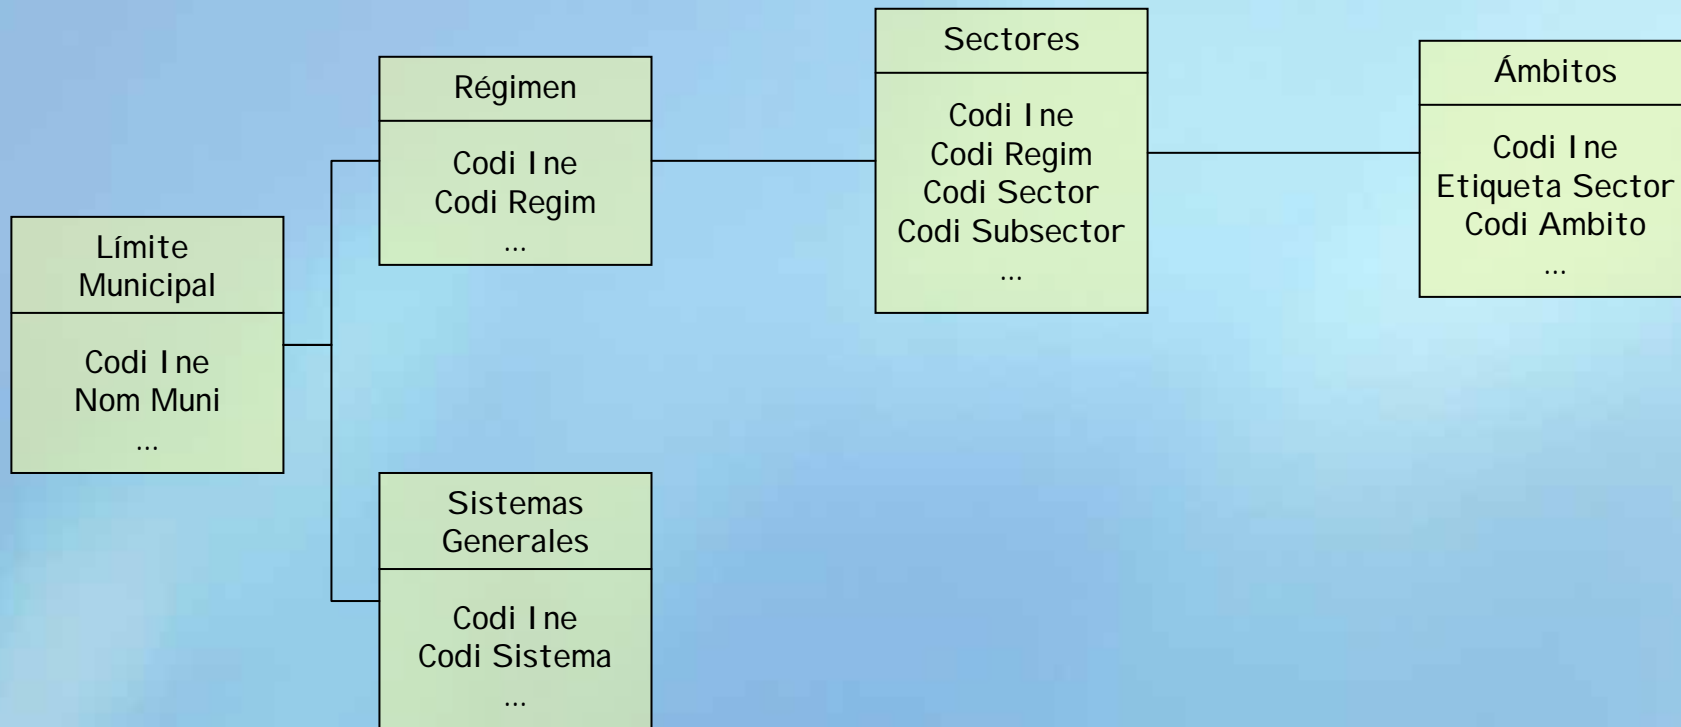 Límite
Municipal
Codi Ine
Nom Muni
...
Régimen
Codi Ine
Codi Regim
...
Sectores
Codi Ine
Codi Regim
Codi Sector
Codi Subsector
...
Ámbitos
Codi Ine
Etiqueta Sector
Codi Ambito
...
Sistemas
Generales
Codi Ine
Codi Sistema
...